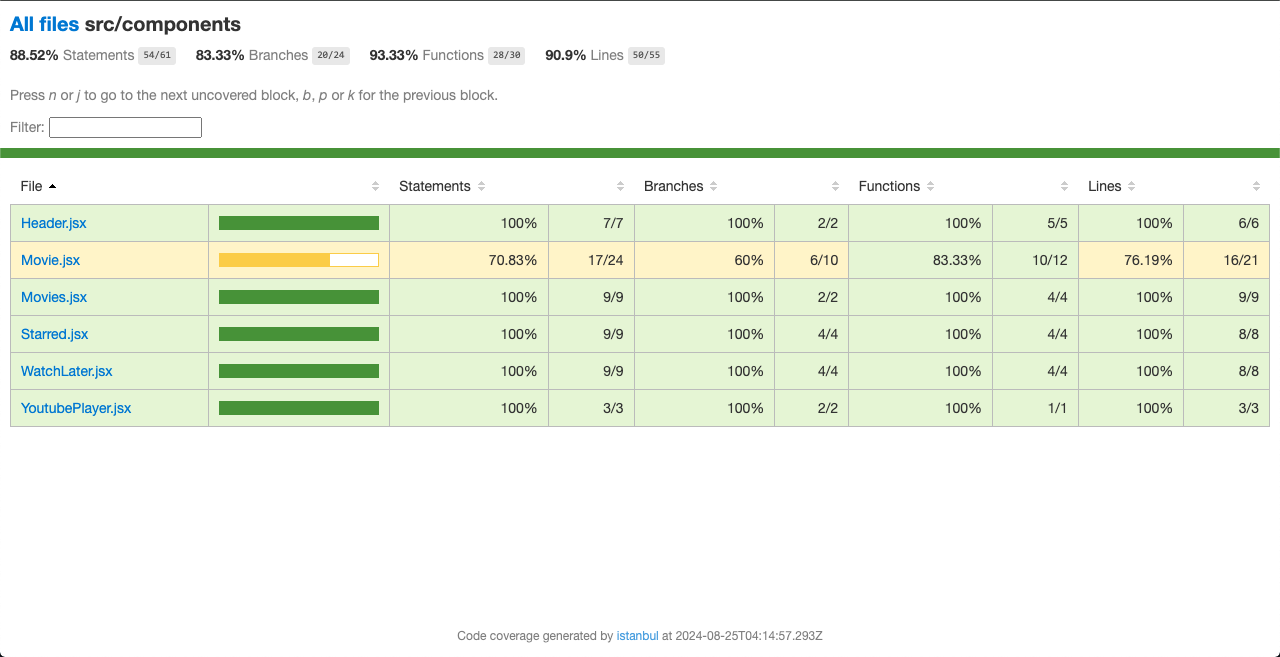 All files src/components
88.52% Statements 54/61 83.33% Branches 20/24 93.33% Functions 28/30 90.9% Lines 50/55
Press n or j to go to the next uncovered block, b, p or k for the previous block.
Filter:
File Statements Branches Functions Lines
Header.jsx 100% 7/7 100% 2/2 100% 5/5 100% 6/6
Movie.jsx 70.83% 17/24 60% 6/10 83.33% 10/12 76.19% 16/21
Movies.jsx 100% 9/9 100% 2/2 100% 4/4 100% 9/9
Starred.jsx 100% 9/9 100% 4/4 100% 4/4 100% 8/8
WatchLater.jsx 100% 9/9 100% 4/4 100% 4/4 100% 8/8
YoutubePlayer.jsx 100% 3/3 100% 2/2 100% 1/1 100% 3/3
Code coverage generated by istanbul at 2024-08-25T04:14:57.293Z